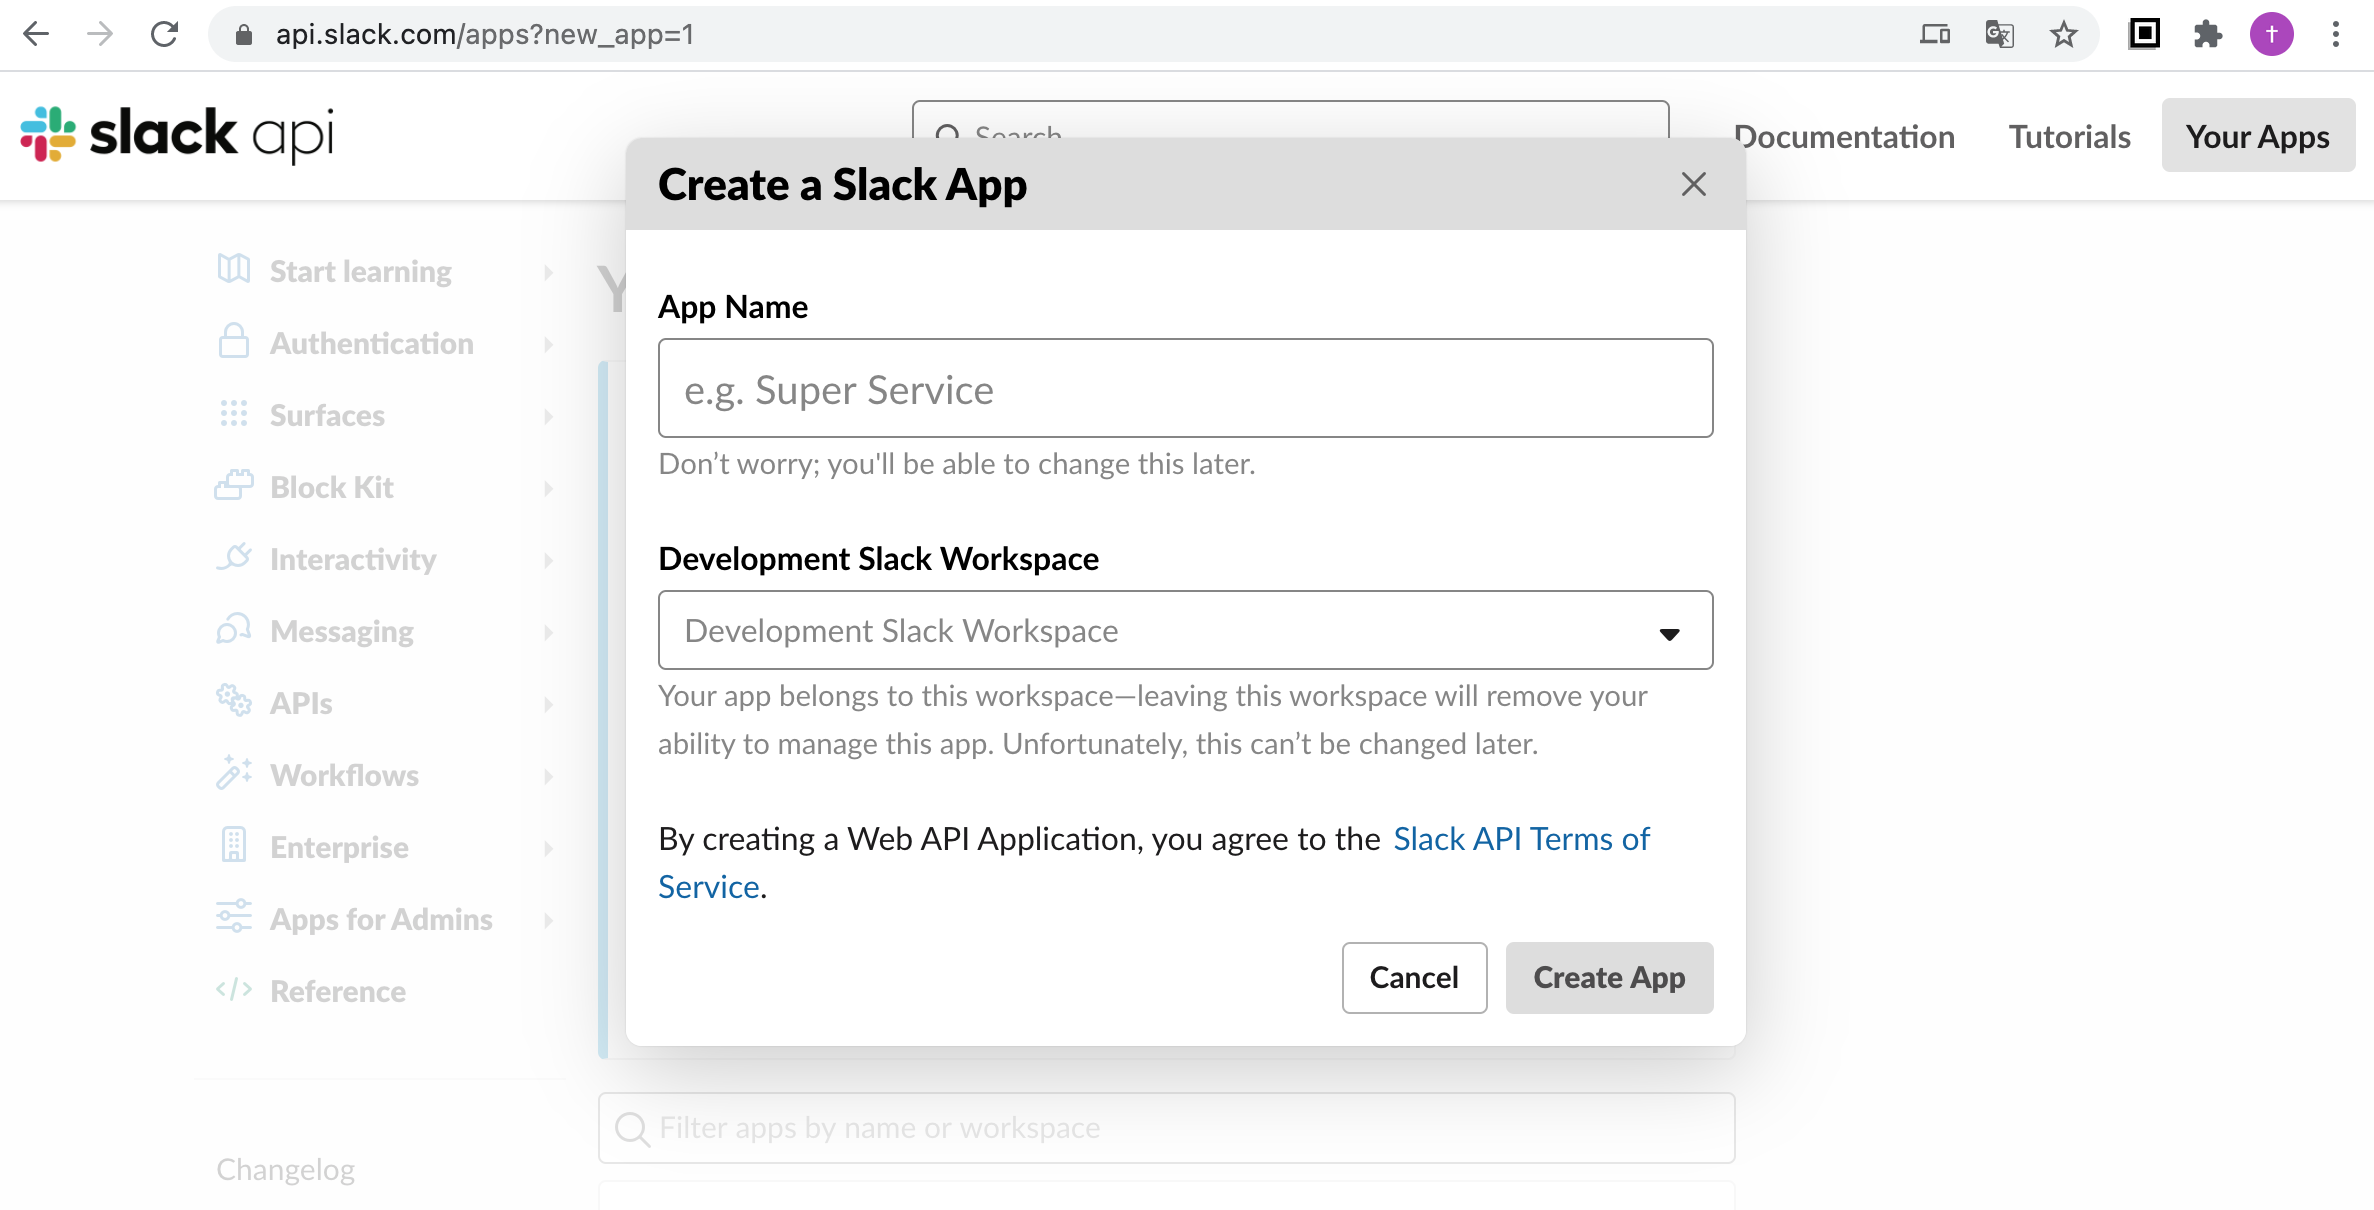 api.slack.com/apps?new_app=1
slack api
Search
Documentation
Tutorials
Your Apps
Create a Slack App
App Name
e.g. Super Service
Don’t worry; you'll be able to change this later.
Development Slack Workspace
Development Slack Workspace
Your app belongs to this workspace—leaving this workspace will remove your
ability to manage this app. Unfortunately, this can’t be changed later.
By creating a Web API Application, you agree to the Slack API Terms of
Service.
Cancel
Create App
Start learning
Authentication
Surfaces
Block Kit
Interactivity
Messaging
APIs
Workflows
Enterprise
Apps for Admins
Reference
Changelog
Y
Filter apps by name or workspace
t